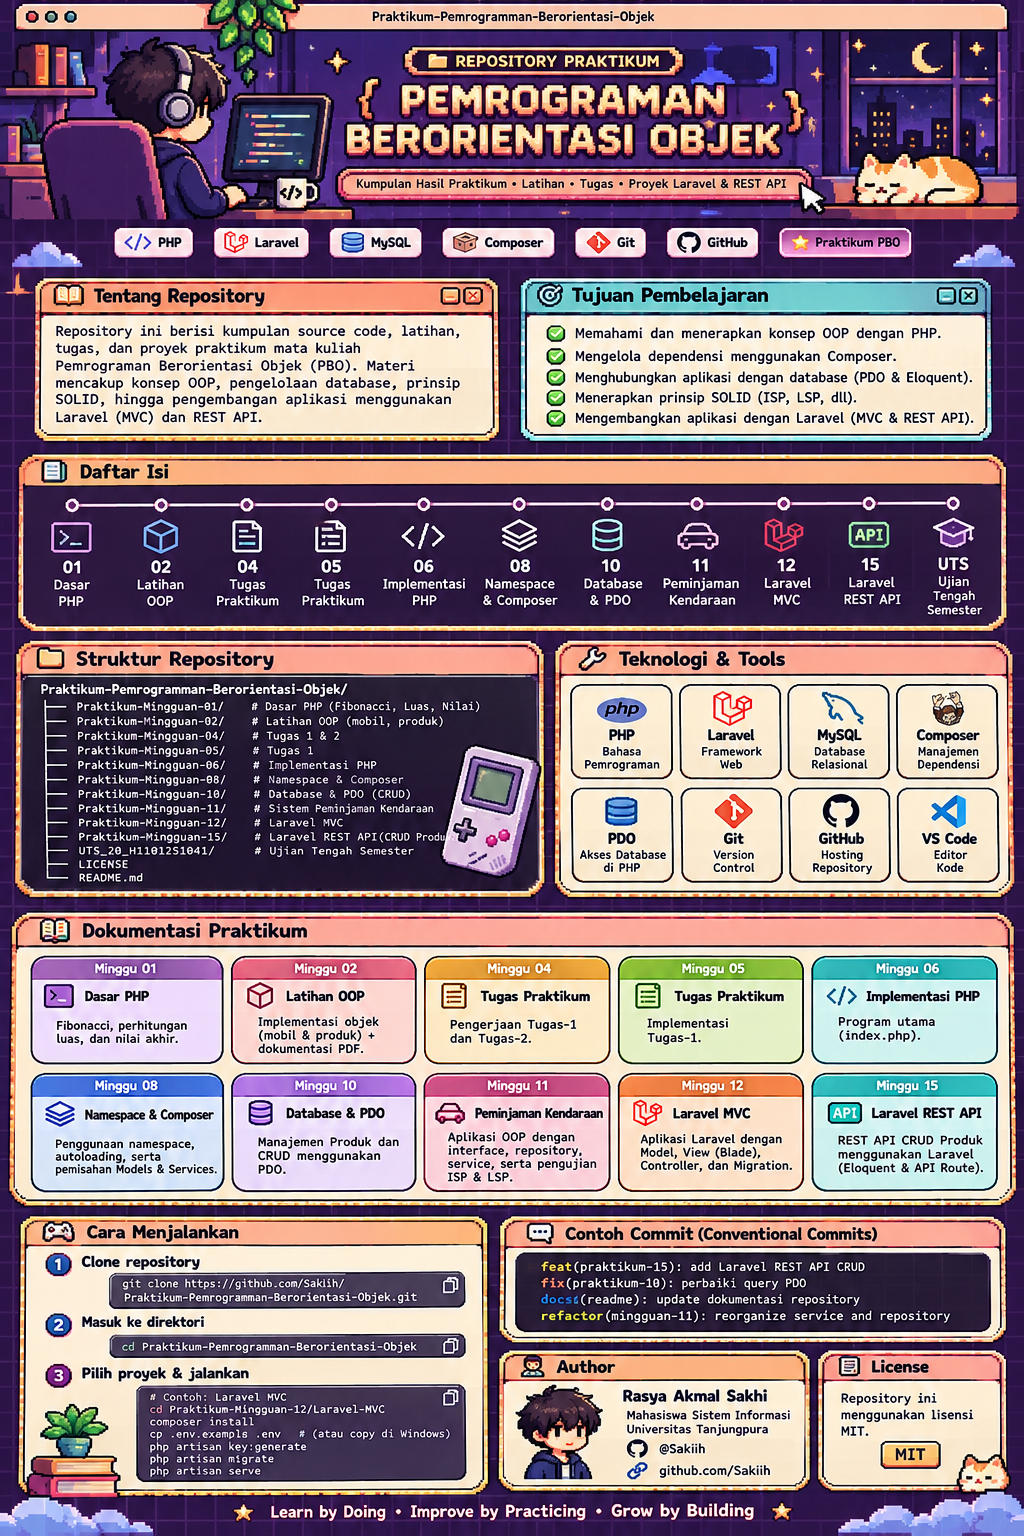 Praktikum-Pemrogramman-Berorientasi-Objek
REPOSITORY PRAKTIKUM
{ PEMROGRAMAN }
BERORIENTASI OBJEK
Kumpulan Hasil Praktikum • Latihan • Tugas • Proyek Laravel & REST API
</>
</> PHP
Laravel
MySQL
Composer
Git
GitHub
Praktikum PBO
Tentang Repository
Repository ini berisi kumpulan source code, latihan,
tugas, dan proyek praktikum mata kuliah
Pemrograman Berorientasi Objek (PBO). Materi
mencakup konsep OOP, pengelolaan database, prinsip
SOLID, hingga pengembangan aplikasi menggunakan
Laravel (MVC) dan REST API.
Tujuan Pembelajaran
Memahami dan menerapkan konsep OOP dengan PHP.
Mengelola dependensi menggunakan Composer.
Menghubungkan aplikasi dengan database (PDO & Eloquent).
Menerapkan prinsip SOLID (ISP, LSP, dll).
Mengembangkan aplikasi dengan Laravel (MVC & REST API).
Daftar Isi
01
Dasar
PHP
02
Latihan
OOP
04
Tugas
Praktikum
05
Tugas
Praktikum
</>
06
Implementasi
PHP
08
Namespace
& Composer
10
Database
& PDO
11
Peminjaman
Kendaraan
12
Laravel
MVC
API
15
Laravel
REST API
UTS
Ujian
Tengah
Semester
Struktur Repository
Praktikum-Pemrogramman-Berorientasi-Objek/
Praktikum-Mingguan-01/ # Dasar PHP (Fibonacci, Luas, Nilai)
Praktikum-Mingguan-02/ # Latihan OOP (mobil, produk)
Praktikum-Mingguan-04/ # Tugas 1 & 2
Praktikum-Mingguan-05/ # Tugas 1
Praktikum-Mingguan-06/ # Implementasi PHP
Praktikum-Mingguan-08/ # Namespace & Composer
Praktikum-Mingguan-10/ # Database & PDO (CRUD)
Praktikum-Mingguan-11/ # Sistem Peminjaman Kendaraan
Praktikum-Mingguan-12/ # Laravel MVC
Praktikum-Mingguan-15/ # Laravel REST API(CRUD Produ
UTS_20_H1101251041/ # Ujian Tengah Semester
LICENSE
README.md
Teknologi & Tools
php
PHP
Bahasa
Pemrograman
Laravel
Framework
Web
MySQL
Database
Relasional
Composer
Manajemen
Dependensi
PDO
Akses Database
di PHP
Git
Version
Control
GitHub
Hosting
Repository
VS Code
Editor
Kode
Dokumentasi Praktikum
Minggu 01
Dasar PHP
Fibonacci, perhitungan
luas, dan nilai akhir.
Minggu 02
Latihan OOP
Implementasi objek
(mobil & produk) +
dokumentasi PDF.
Minggu 04
Tugas Praktikum
Pengerjaan Tugas-1
dan Tugas-2.
Minggu 05
Tugas Praktikum
Implementasi
Tugas-1.
Minggu 06
</> Implementasi PHP
Program utama
(index.php).
Minggu 08
Namespace & Composer
Penggunaan namespace,
autoloading, serta
pemisahan Models & Services.
Minggu 10
Database & PDO
Manajemen Produk dan
CRUD menggunakan
PDO.
Minggu 11
Peminjaman Kendaraan
Aplikasi OOP dengan
interface, repository,
service, serta pengujian
ISP & LSP.
Minggu 12
Laravel MVC
Aplikasi Laravel dengan
Model, View (Blade),
Controller, dan Migration.
Minggu 15
API Laravel REST API
REST API CRUD Produk
menggunakan Laravel
(Eloquent & API Route).
Cara Menjalankan
1 Clone repository
git clone https://github.com/Sakiih/
Praktikum-Pemrogramman-Berorientasi-Objek.git
2 Masuk ke direktori
cd Praktikum-Pemrogramman-Berorientasi-Objek
3 Pilih proyek & jalankan
# Contoh: Laravel MVC
cd Praktikum-Mingguan-12/Laravel-MVC
composer install
cp .env.exampls .env # (atau copy di Windows)
php artisan key:generate
php artisan migrate
php artisan serve
Contoh Commit (Conventional Commits)
feat(praktikum-15): add Laravel REST API CRUD
fix(praktikum-10): perbaiki query PDO
(readme): update dokumentasi repository
refactor(mingguan-11): reorganize service and repository
Author
Rasya Akmal Sakhi
Mahasiswa Sistem Informasi
Universitas Tanjungpura
@Sakiih
github.com/Sakiih
License
Repository ini
menggunakan lisensi
MIT.
MIT
Learn by Doing • Improve by Practicing • Grow by Building